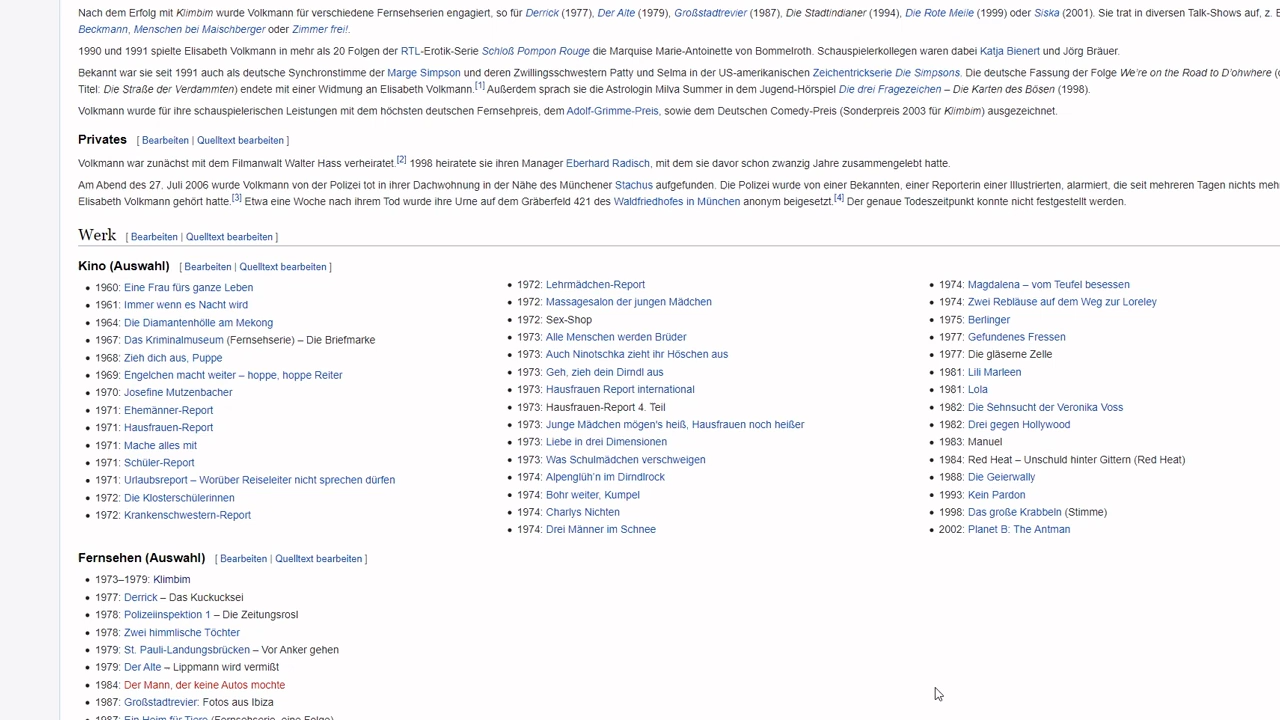 Nach dem Erfolg mit Klimbim wurde Volkmann für verschiedene Fernsehserien engagiert, so für Derrick (1977), Der Alte (1979), Großstadtrevier (1987), Die Stadtindianer (1994), Die Rote Meile (1999) oder Siska (2001). Sie trat in diversen Talk-Shows auf, z. B
Beckmann, Menschen bei Maischberger oder Zimmer frei!.
1990 und 1991 spielte Elisabeth Volkmann in mehr als 20 Folgen der RTL-Erotik-Serie Schloß Pompon Rouge die Marquise Marie-Antoinette von Bommelroth. Schauspielerkollegen waren dabei Katja Bienert und Jörg Bräuer.
Bekannt war sie seit 1991 auch als deutsche Synchronstimme der Marge Simpson und deren Zwillingsschwestern Patty und Selma in der US-amerikanischen Zeichentrickserie Die Simpsons. Die deutsche Fassung der Folge We're on the Road to D'ohwhere (
Titel: Die Straße der Verdammten) endete mit einer Widmung an Elisabeth Volkmann.[1] Außerdem sprach sie die Astrologin Milva Summer in dem Jugend-Hörspiel Die drei Fragezeichen – Die Karten des Bösen (1998).
Volkmann wurde für ihre schauspielerischen Leistungen mit dem höchsten deutschen Fernsehpreis, dem Adolf-Grimme-Preis, sowie dem Deutschen Comedy-Preis (Sonderpreis 2003 für Klimbim) ausgezeichnet.
Privates [ Bearbeiten | Quelltext bearbeiten ]
Volkmann war zunächst mit dem Filmanwalt Walter Hass verheiratet.[2] 1998 heiratete sie ihren Manager Eberhard Radisch, mit dem sie davor schon zwanzig Jahre zusammengelebt hatte.
Am Abend des 27. Juli 2006 wurde Volkmann von der Polizei tot in ihrer Dachwohnung in der Nähe des Münchener Stachus aufgefunden. Die Polizei wurde von einer Bekannten, einer Reporterin einer Illustrierten, alarmiert, die seit mehreren Tagen nichts meh
Elisabeth Volkmann gehört hatte.[3] Etwa eine Woche nach ihrem Tod wurde ihre Urne auf dem Gräberfeld 421 des Waldfriedhofes in München anonym beigesetzt.[4] Der genaue Todeszeitpunkt konnte nicht festgestellt werden.
Werk [ Bearbeiten | Quelltext bearbeiten ]
Kino (Auswahl) [ Bearbeiten | Quelltext bearbeiten ]
1960: Eine Frau fürs ganze Leben
1961: Immer wenn es Nacht wird
1964: Die Diamantenhölle am Mekong
1967: Das Kriminalmuseum (Fernsehserie) – Die Briefmarke
1968: Zieh dich aus, Puppe
1969: Engelchen macht weiter – hoppe, hoppe Reiter
1970: Josefine Mutzenbacher
1971: Ehemänner-Report
1971: Hausfrauen-Report
1971: Mache alles mit
1971: Schüler-Report
1971: Urlaubsreport – Worüber Reiseleiter nicht sprechen dürfen
1972: Die Klosterschülerinnen
1972: Krankenschwestern-Report
1972: Lehrmädchen-Report
1972: Massagesalon der jungen Mädchen
1972: Sex-Shop
1973: Alle Menschen werden Brüder
1973: Auch Ninotschka zieht ihr Höschen aus
1973: Geh, zieh dein Dirndl aus
1973: Hausfrauen Report international
1973: Hausfrauen-Report 4. Teil
1973: Junge Mädchen mögen's heiß, Hausfrauen noch heißer
1973: Liebe in drei Dimensionen
1973: Was Schulmädchen verschweigen
1974: Alpenglüh'n im Dirndlrock
1974: Bohr weiter, Kumpel
1974: Charlys Nichten
1974: Drei Männer im Schnee
1974: Magdalena – vom Teufel besessen
1974: Zwei Rebläuse auf dem Weg zur Loreley
1975: Berlinger
1977: Gefundenes Fressen
1977: Die gläserne Zelle
1981: Lili Marleen
1981: Lola
1982: Die Sehnsucht der Veronika Voss
1982: Drei gegen Hollywood
1983: Manuel
1984: Red Heat – Unschuld hinter Gittern (Red Heat)
1988: Die Geierwally
1993: Kein Pardon
1998: Das große Krabbeln (Stimme)
2002: Planet B: The Antman
Fernsehen (Auswahl) [ Bearbeiten | Quelltext bearbeiten ]
1973–1979: Klimbim
1977: Derrick – Das Kuckucksei
1978: Polizeiinspektion 1 – Die Zeitungsrosl
1978: Zwei himmlische Töchter
1979: St. Pauli-Landungsbrücken – Vor Anker gehen
1979: Der Alte – Lippmann wird vermißt
1984: Der Mann, der keine Autos mochte
1987: Großstadtrevier: Fotos aus Ibiza
1987: Ein Heim für Tiere (Fernsehserie, eine Folge)